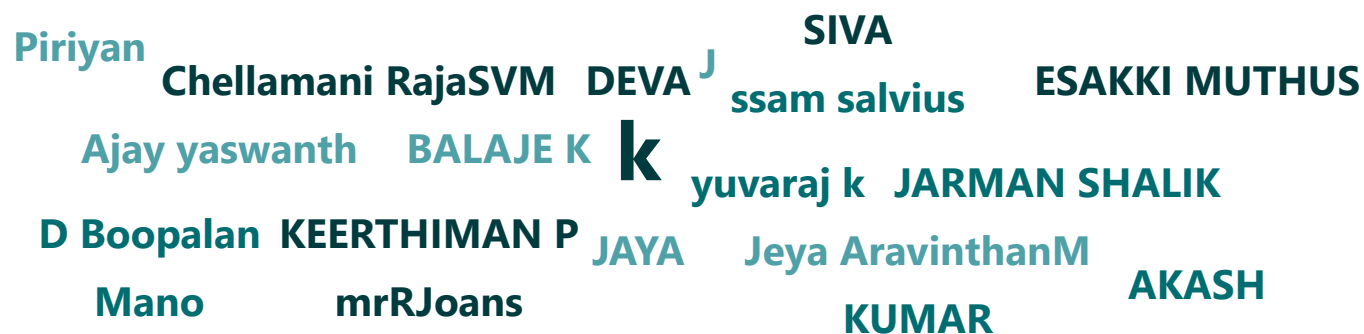 SIVA
Piriyan
Chellamani RajaSVM
DEVA
J
ssam salvius
ESAKKI MUTHUS
Ajay yaswanth
BALAJE K
k
yuvaraj k
JARMAN SHALIK
D Boopalan
KEERTHIMAN P
JAYA
Jeya AravinthanM
AKASH
Mano
mrRJoans
KUMAR